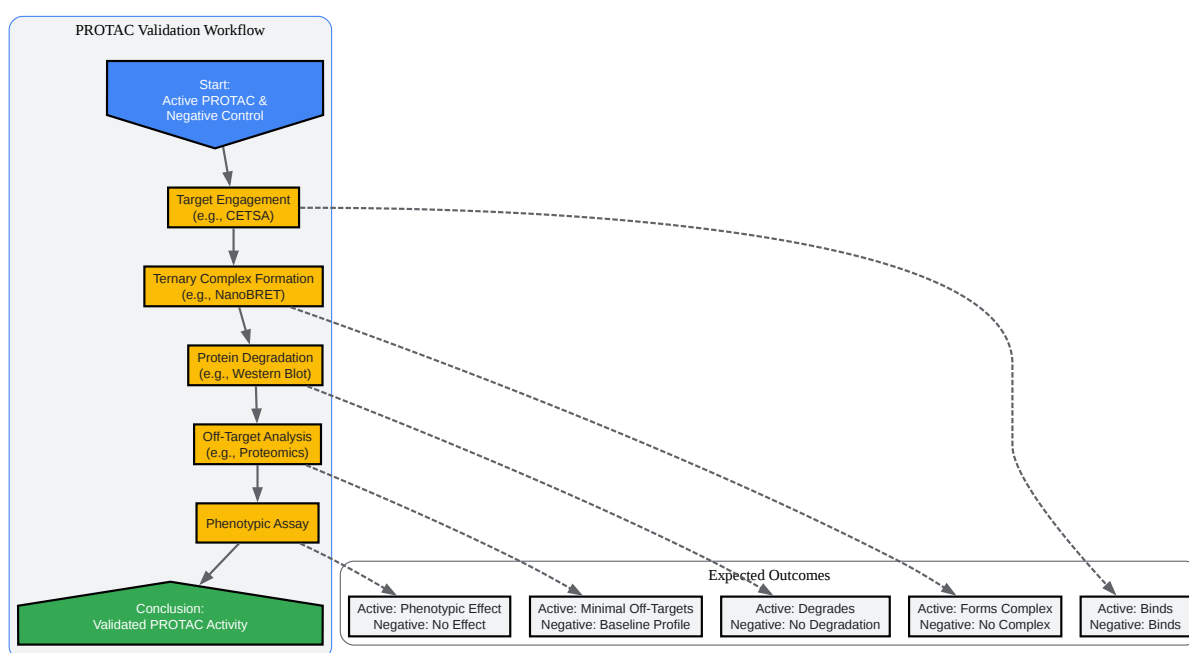 PROTAC Validation Workflow
Start:
Active PROTAC &
Negative Control
Target Engagement
(e.g., CETSA)
Ternary Complex Formation
(e.g., NanoBRET)
Protein Degradation
(e.g., Western Blot)
Off-Target Analysis
(e.g., Proteomics)
Phenotypic Assay
Conclusion:
Validated PROTAC Activity
Expected Outcomes
Active: Phenotypic Effect
Negative: No Effect
Active: Minimal Off-Targets
Negative: Baseline Profile
Active: Degrades
Negative: No Degradation
Active: Forms Complex
Negative: No Complex
Active: Binds
Negative: Binds